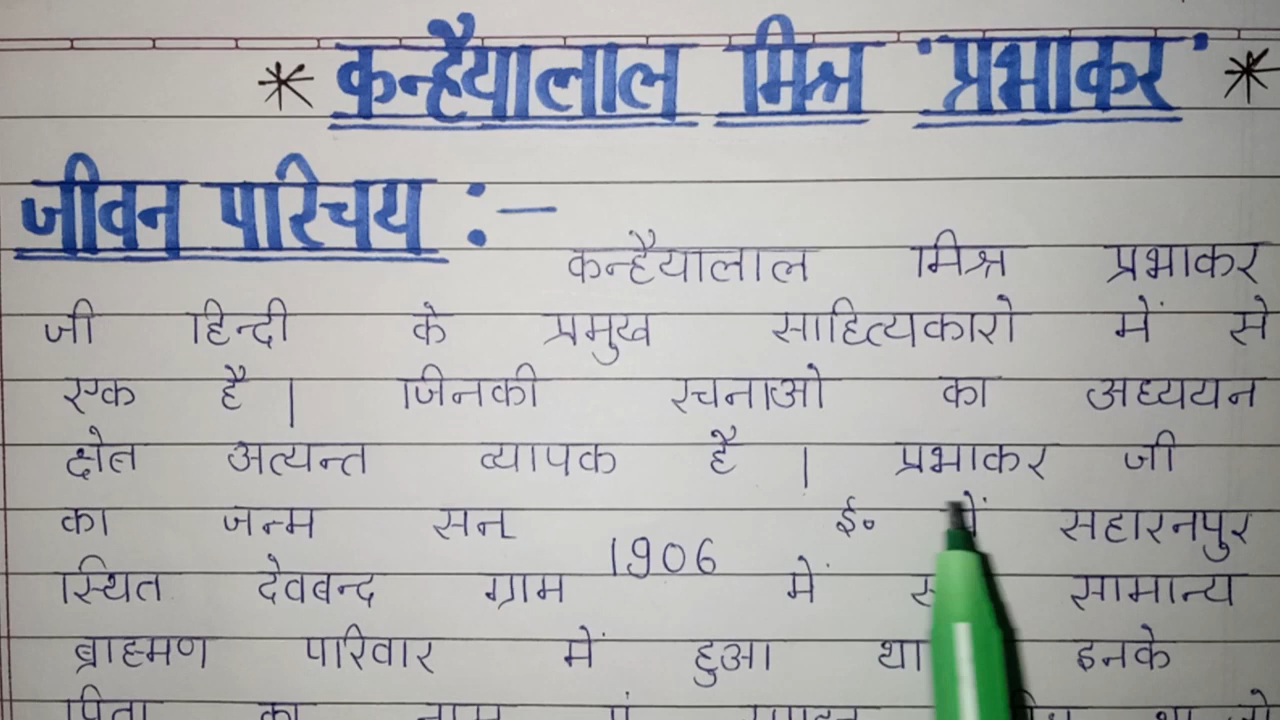 * कन्हैयालाल मिश्र 'प्रभाकर' *
जीवन परिचय :-
कन्हैयालाल मिश्र प्रभाकर
जी हिन्दी के प्रमुख साहित्यकारो में से
एक है | जिनकी रचनाओ का अध्ययन
क्षेत्र अत्यन्त व्यापक है | प्रभाकर जी
का जन्म सन् 1906 ई० में सहारनपुर
स्थित देवबन्द ग्राम में सामान्य
ब्राह्मण परिवार में हुआ था इनके
पिता का नाम